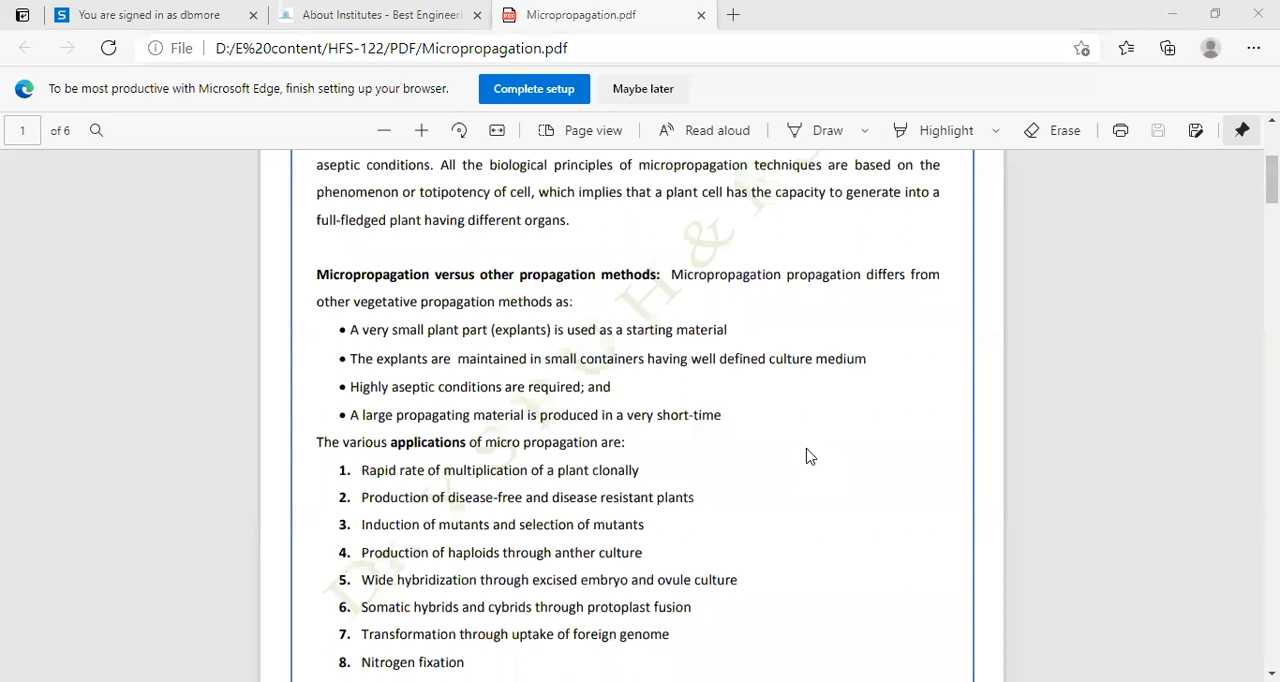 You are signed in as dbmore
About Institutes - Best Engineeri
Micropropagation.pdf
File
D:/E%20content/HFS-122/PDF/Micropropagation.pdf
To be most productive with Microsoft Edge, finish setting up your browser.
Complete setup
Maybe later
1 of 6
Page view
Read aloud
Draw
Highlight
Erase
aseptic conditions. All the biological principles of micropropagation techniques are based on the
phenomenon or totipotency of cell, which implies that a plant cell has the capacity to generate into a
full-fledged plant having different organs.
Micropropagation versus other propagation methods: Micropropagation propagation differs from
other vegetative propagation methods as:
• A very small plant part (explants) is used as a starting material
• The explants are maintained in small containers having well defined culture medium
• Highly aseptic conditions are required; and
• A large propagating material is produced in a very short-time
The various applications of micro propagation are:
1. Rapid rate of multiplication of a plant clonally
2. Production of disease-free and disease resistant plants
3. Induction of mutants and selection of mutants
4. Production of haploids through anther culture
5. Wide hybridization through excised embryo and ovule culture
6. Somatic hybrids and cybrids through protoplast fusion
7. Transformation through uptake of foreign genome
8. Nitrogen fixation